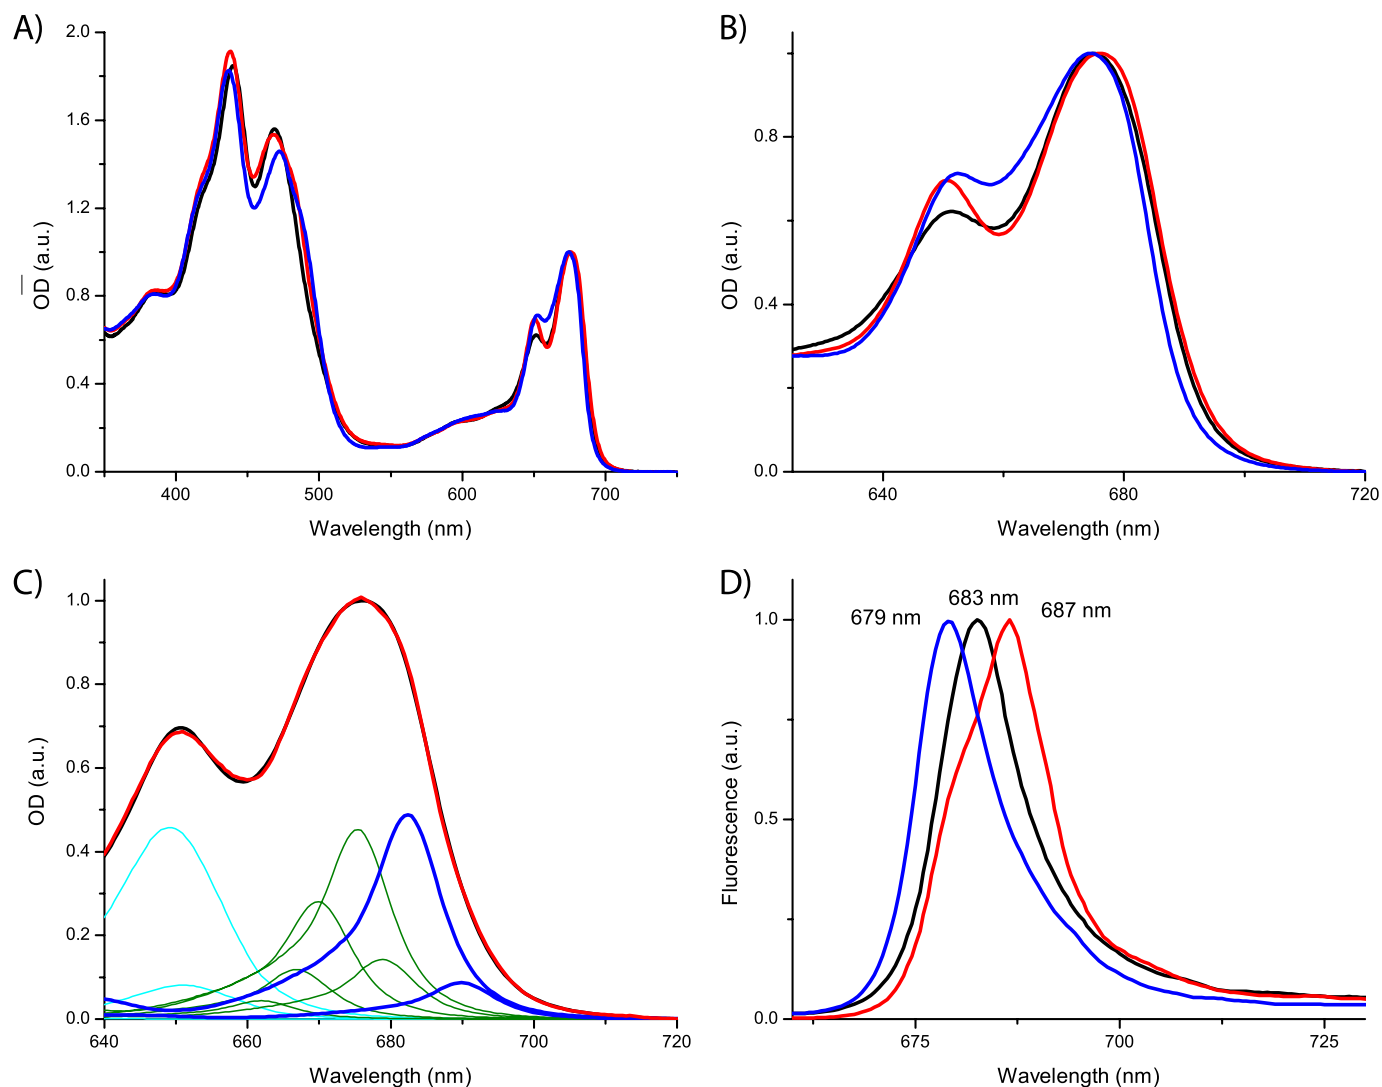 A)
2.0
1.6
1.2
0.8
0.4
0.0
OD (a.u.)
400
500
600
700
Wavelength (nm)
B)
0.8
0.4
0.0
OD (a.u.)
640
680
720
Wavelength (nm)
C)
1.0
0.8
0.6
0.4
0.2
0.0
OD (a.u.)
640
660
680
700
720
Wavelength (nm)
D)
679 nm
683 nm
687 nm
1.0
0.5
0.0
Fluorescence (a.u.)
675
700
725
Wavelength (nm)